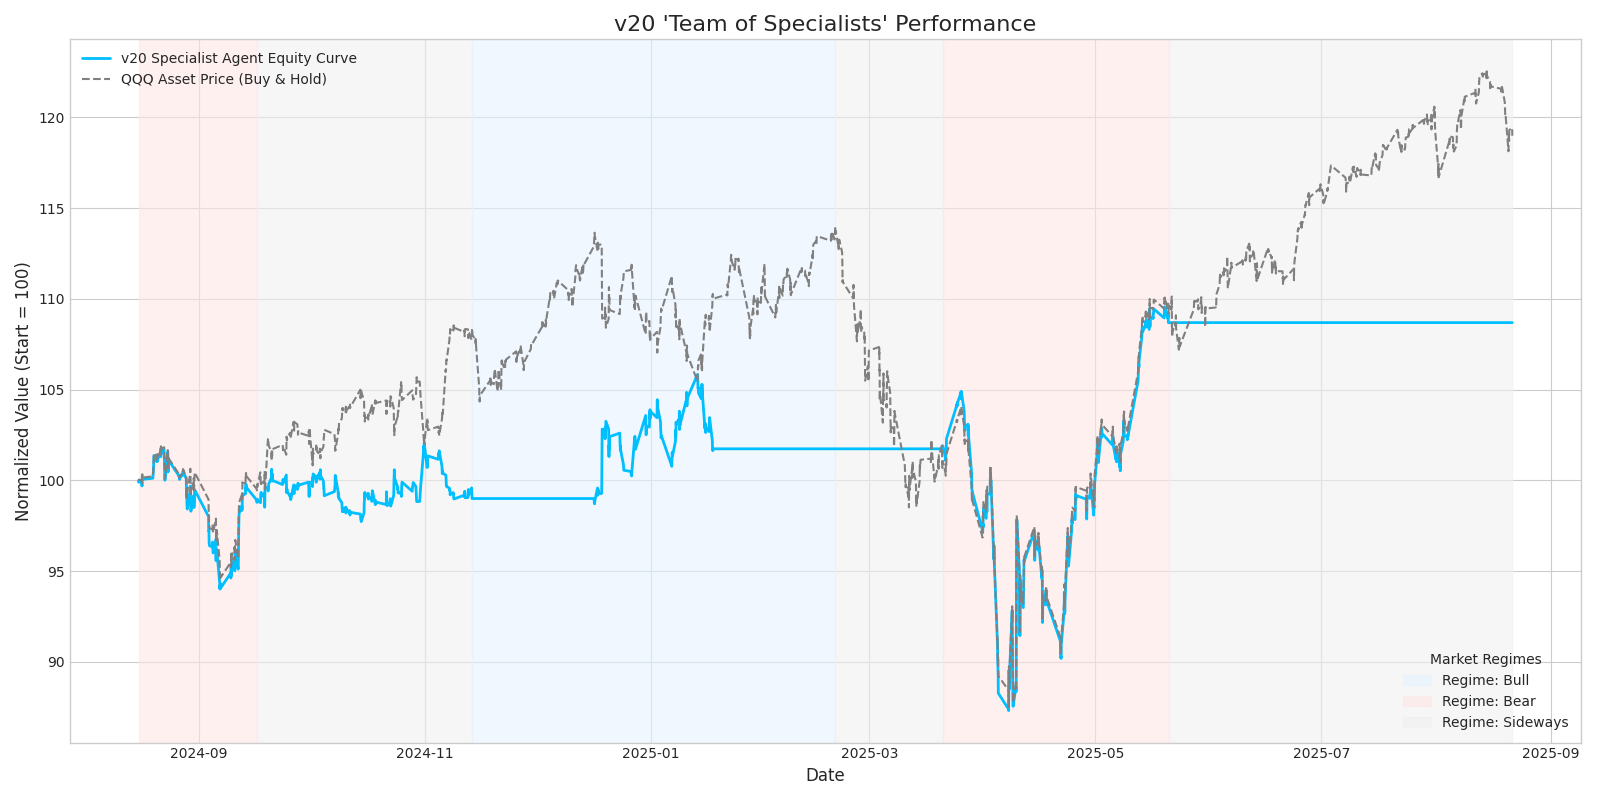 v20 'Team of Specialists' Performance
v20 Specialist Agent Equity Curve
QQQ Asset Price (Buy & Hold)
Normalized Value (Start = 100)
120
115
110
105
100
95
90
Market Regimes
Regime: Bull
Regime: Bear
Regime: Sideways
2024-09
2024-11
2025-01
2025-03
2025-05
2025-07
2025-09
Date